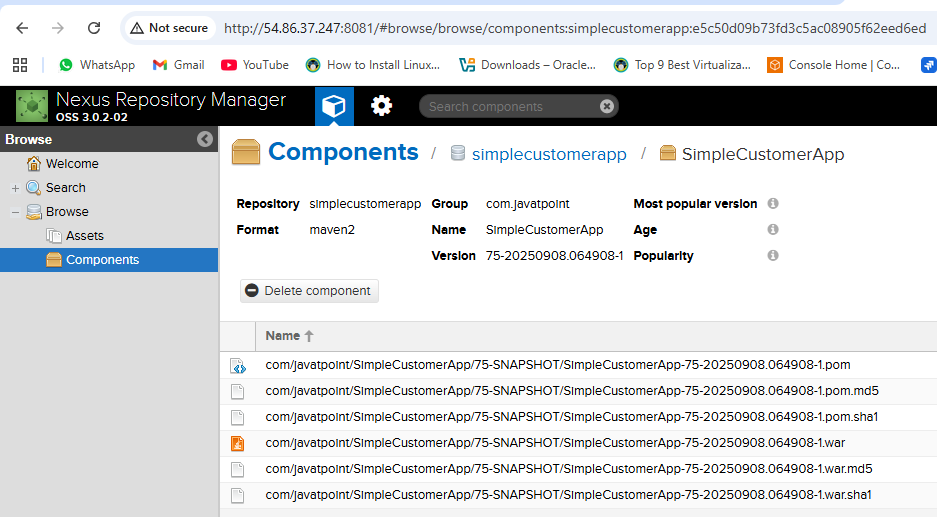 Not secure http://54.86.37.247:8081/#browse/browse/components:simplecustomerapp:e5c50d09b73fd3c5ac08905f62eed6ed
WhatsApp Gmail YouTube How to Install Linux... Downloads – Oracle... Top 9 Best Virtualiza... Console Home | Co...
Nexus Repository Manager
OSS 3.0.2-02
Search components
Browse
Welcome
Search
Browse
Assets
Components
Components / simplecustomerapp / SimpleCustomerApp
Repository simplecustomerapp Group com.javatpoint Most popular version
Format maven2 Name SimpleCustomerApp Age
Version 75-20250908.064908-1 Popularity
Delete component
Name
com/javatpoint/SimpleCustomerApp/75-SNAPSHOT/SimpleCustomerApp-75-20250908.064908-1.pom
com/javatpoint/SimpleCustomerApp/75-SNAPSHOT/SimpleCustomerApp-75-20250908.064908-1.pom.md5
com/javatpoint/SimpleCustomerApp/75-SNAPSHOT/SimpleCustomerApp-75-20250908.064908-1.pom.sha1
com/javatpoint/SimpleCustomerApp/75-SNAPSHOT/SimpleCustomerApp-75-20250908.064908-1.war
com/javatpoint/SimpleCustomerApp/75-SNAPSHOT/SimpleCustomerApp-75-20250908.064908-1.war.md5
com/javatpoint/SimpleCustomerApp/75-SNAPSHOT/SimpleCustomerApp-75-20250908.064908-1.war.sha1